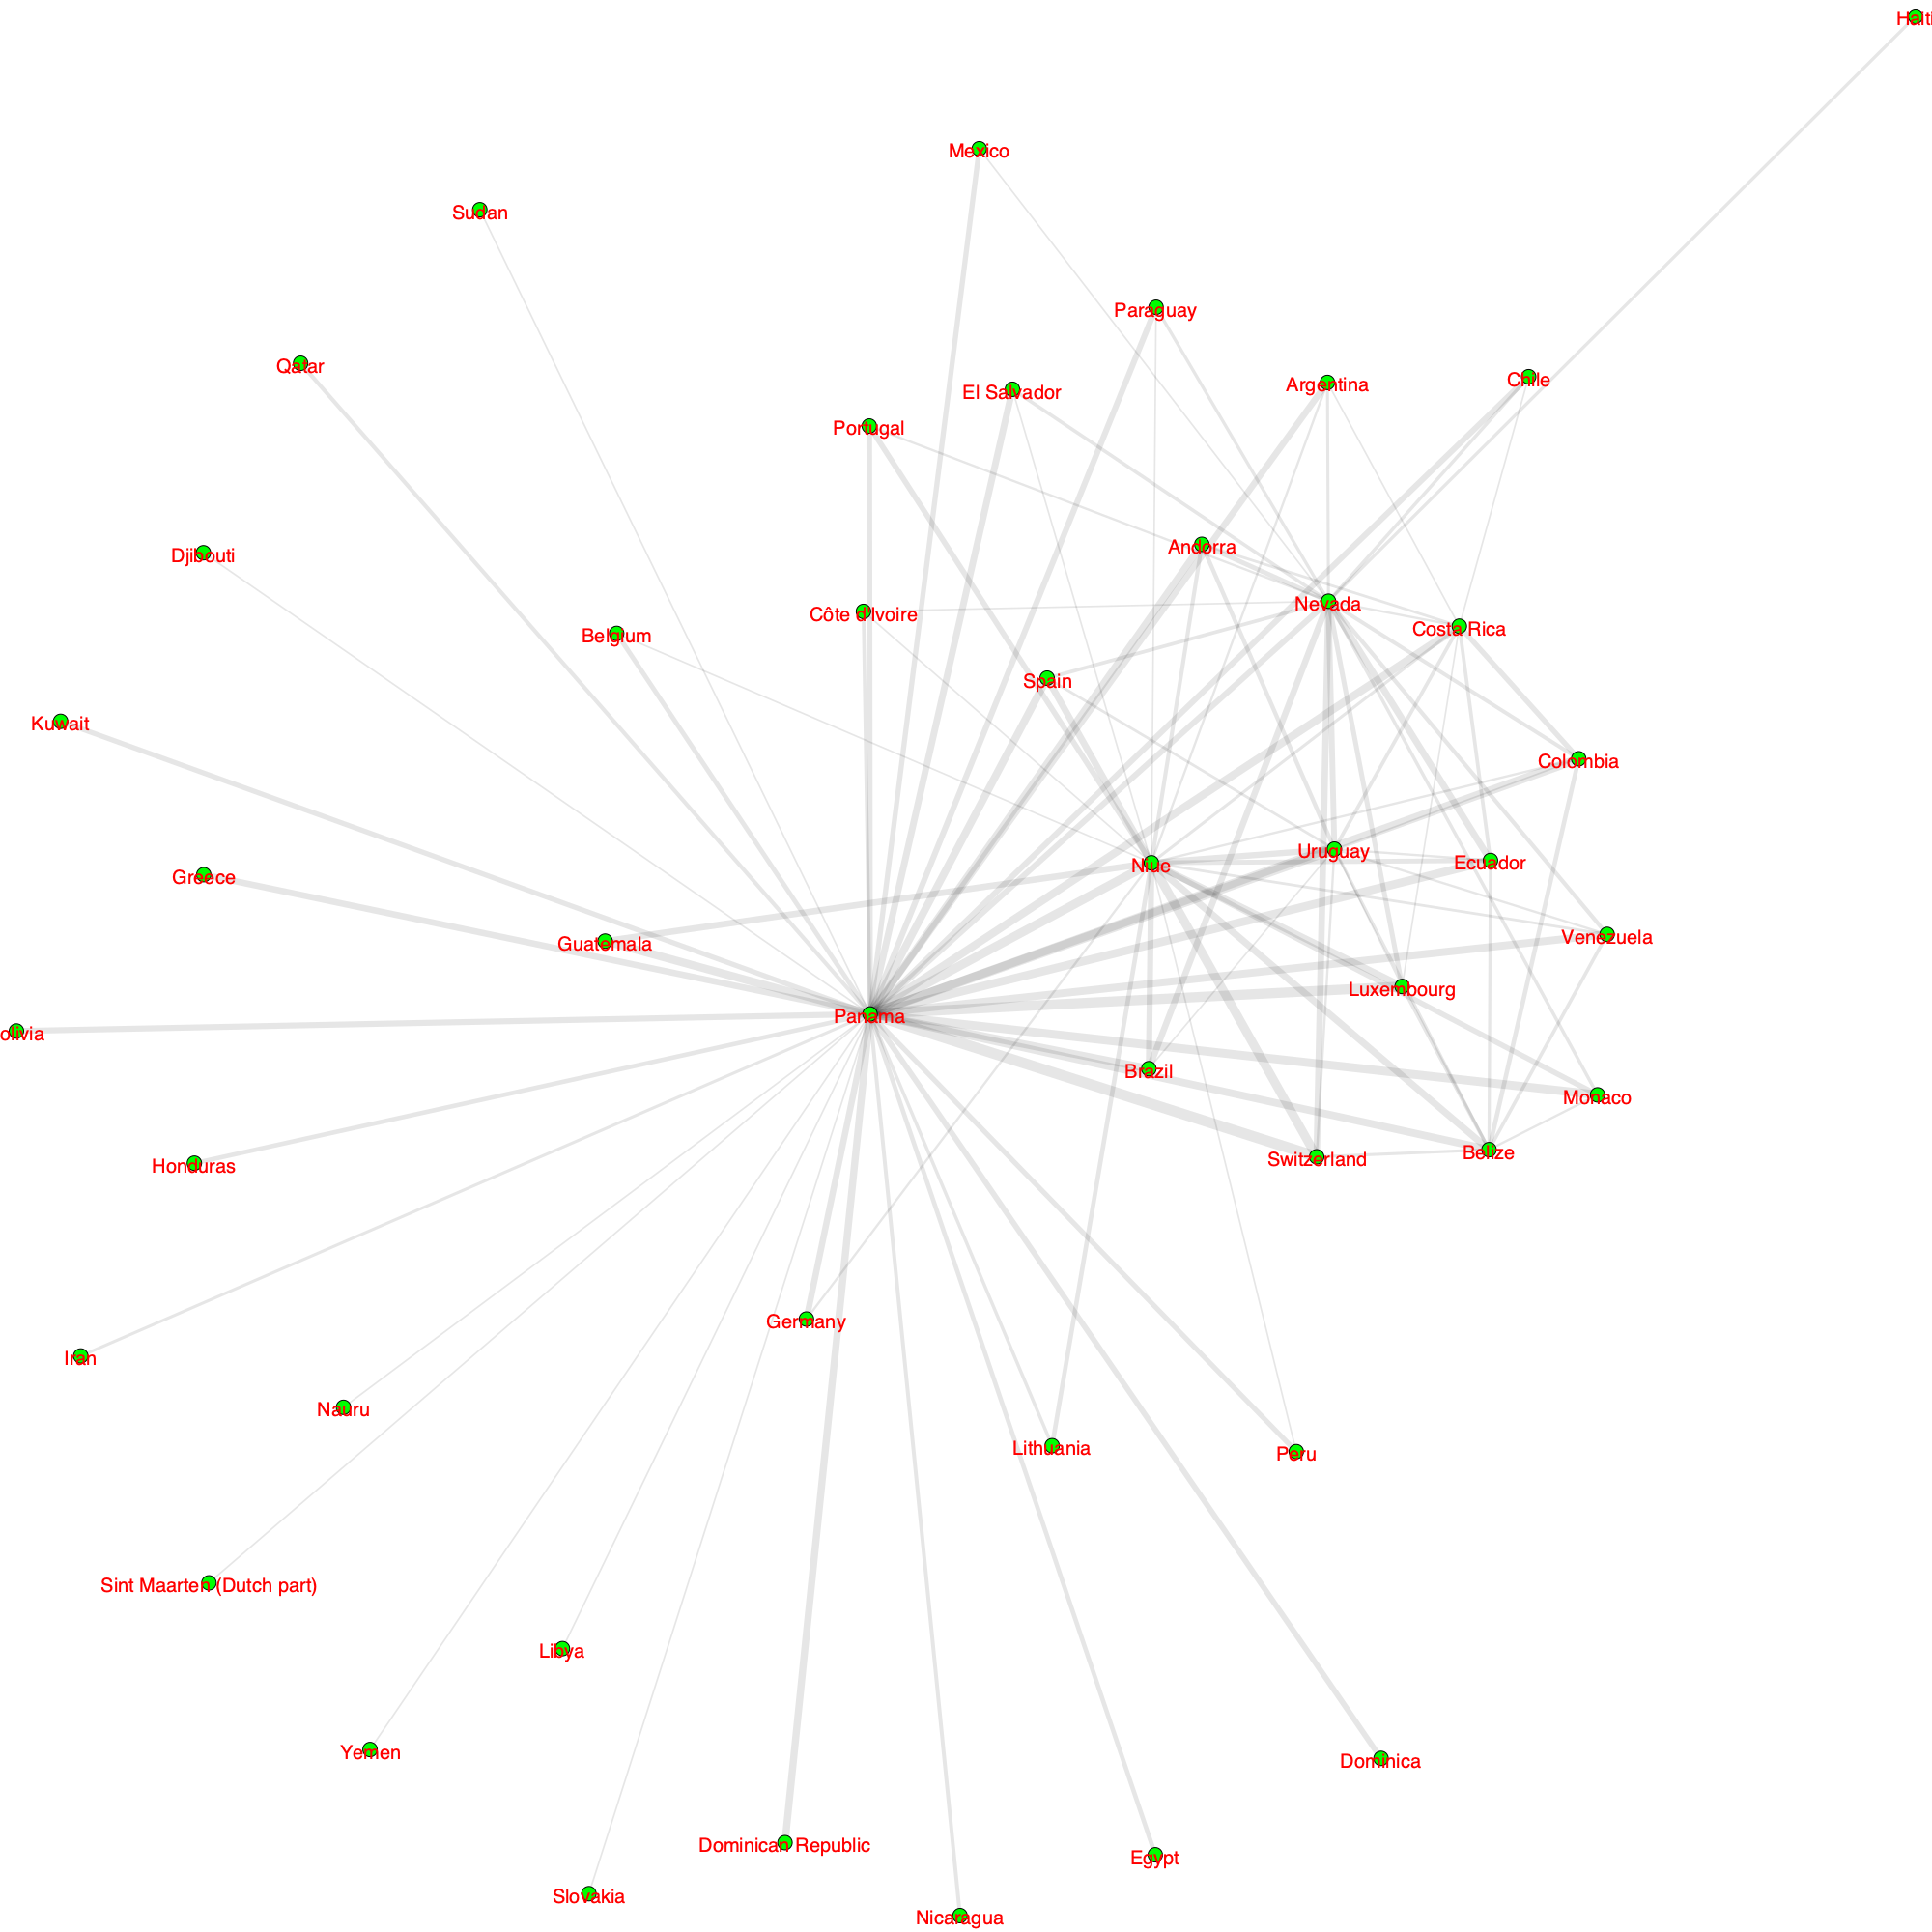 Haiti
Mexico
Sudan
Paraguay
Qatar
El Salvador
Argentina
Chile
Portugal
Djibouti
Andorra
Nevada
Côte d'Ivoire
Belgium
Costa Rica
Spain
Kuwait
Colombia
Niue
Uruguay
Ecuador
Greece
Guatemala
Venezuela
Luxembourg
Panama
olivia
Brazil
Monaco
Honduras
Switzerland
Belize
Germany
Iran
Nauru
Lithuania
Peru
Sint Maarten (Dutch part)
Libya
Yemen
Dominica
Dominican Republic
Egypt
Slovakia
Nicaragua